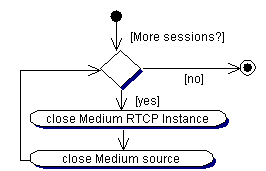 [More sessions?]
[no]
[yes]
close Medium RTCP Instance
close Medium source